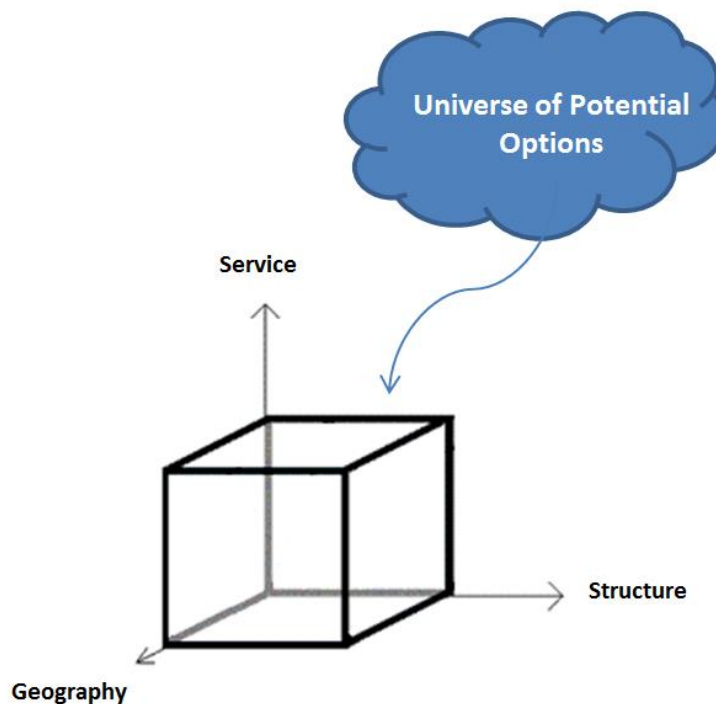 Universe of Potential
Options
Service
Structure
Geography